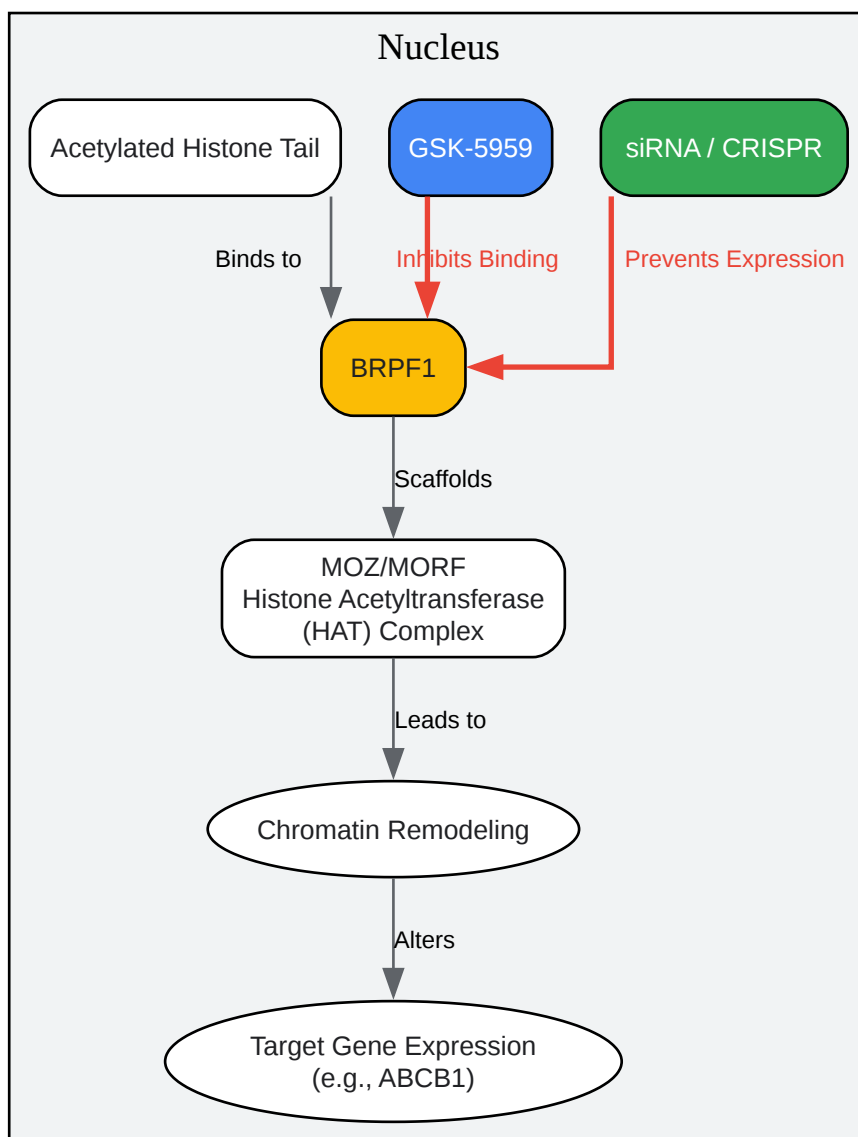 Nucleus
Acetylated Histone Tail
GSK-5959
siRNA / CRISPR
Binds to
Inhibits Binding
Prevents Expression
BRPF1
Scaffolds
MOZ/MORF
Histone Acetyltransferase
(HAT) Complex
Leads to
Chromatin Remodeling
Alters
Target Gene Expression
(e.g., ABCB1)